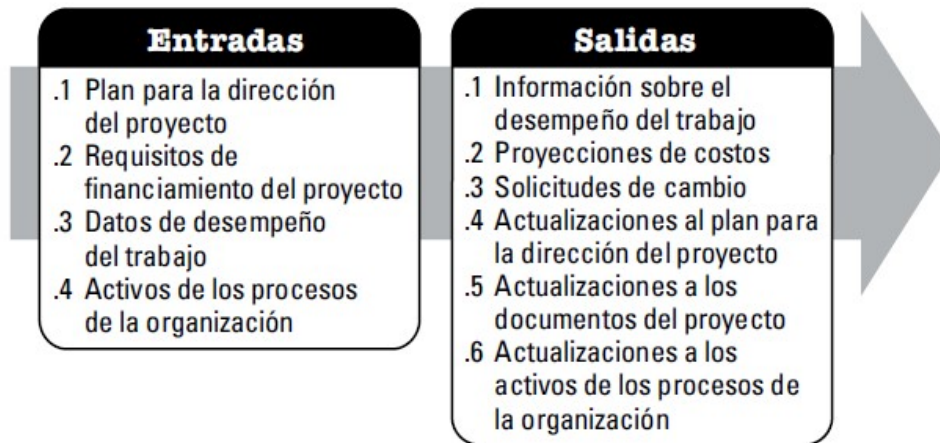 Entradas
.1 Plan para la dirección
del proyecto
.2 Requisitos de
financiamiento del proyecto
.3 Datos de desempeño
del trabajo
.4 Activos de los procesos
de la organización
Salidas
.1 Información sobre el
desempeño del trabajo
.2 Proyecciones de costos
.3 Solicitudes de cambio
.4 Actualizaciones al plan para
la dirección del proyecto
.5 Actualizaciones a los
documentos del proyecto
.6 Actualizaciones a los
activos de los procesos de
la organización